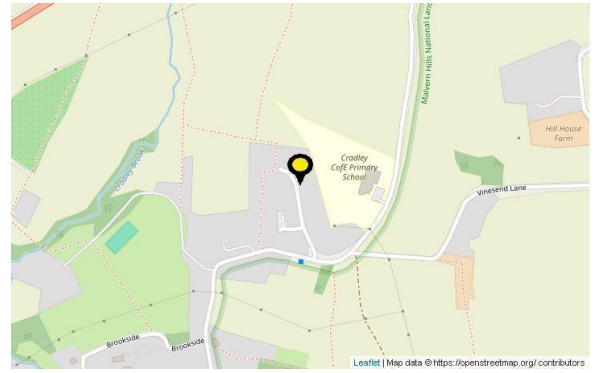 Malvern Hills National Land
Cradley Brook
Cradley
CofE Primary
School
Hill House
Farm
Vinesend Lane
Brookside
Brookside
Leaflet | Map data @ https://openstreetmap.org/ contributors